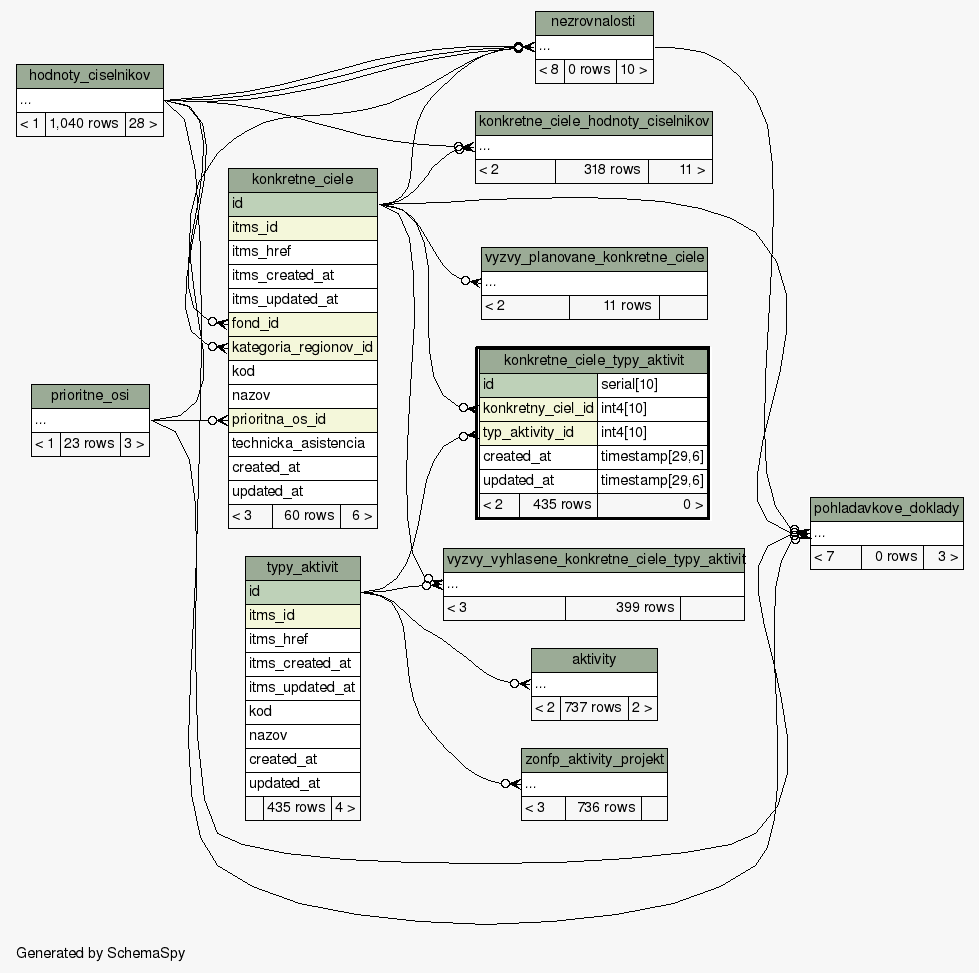 nezrovnalosti
...
< 8 0 rows 10 >
hodnoty_ciselnikov
...
< 1 1,040 rows 28 >
konkretne_ciele_hodnoty_ciselnikov
...
< 2 318 rows 11 >
konkretne_ciele
id
itms_id
itms_href
itms_created_at
itms_updated_at
fond_id
kategoria_regionov_id
kod
nazov
prioritna_os_id
technicka_asistencia
created_at
updated_at
< 3 60 rows 6 >
vyzvy_planovane_konkretne_ciele
...
< 2 11 rows
konkretne_ciele_typy_aktivit
id serial[10]
konkretny_ciel_id int4[10]
typ_aktivity_id int4[10]
created_at timestamp[29,6]
updated_at timestamp[29,6]
< 2 435 rows 0 >
prioritne_osi
...
< 1 23 rows 3 >
pohladavkove_doklady
...
< 7 0 rows 3 >
typy_aktivit
id
itms_id
itms_href
itms_created_at
itms_updated_at
kod
nazov
created_at
updated_at
435 rows 4 >
vyzvy_vyhlasene_konkretne_ciele_typy_aktivit
...
< 3 399 rows
aktivity
...
< 2 737 rows 2 >
zonfp_aktivity_projekt
...
< 3 736 rows
Generated by SchemaSpy